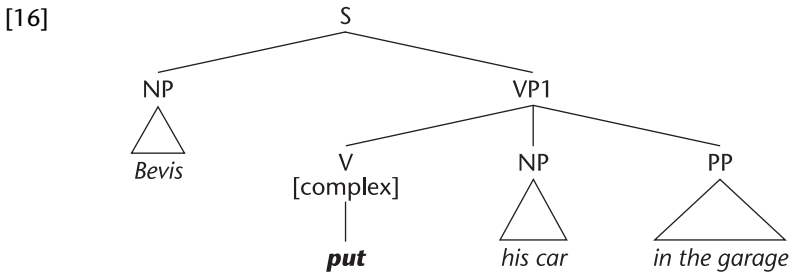 [16]
S
NP VP1
Bevis V NP PP
[complex]
put his car in the garage